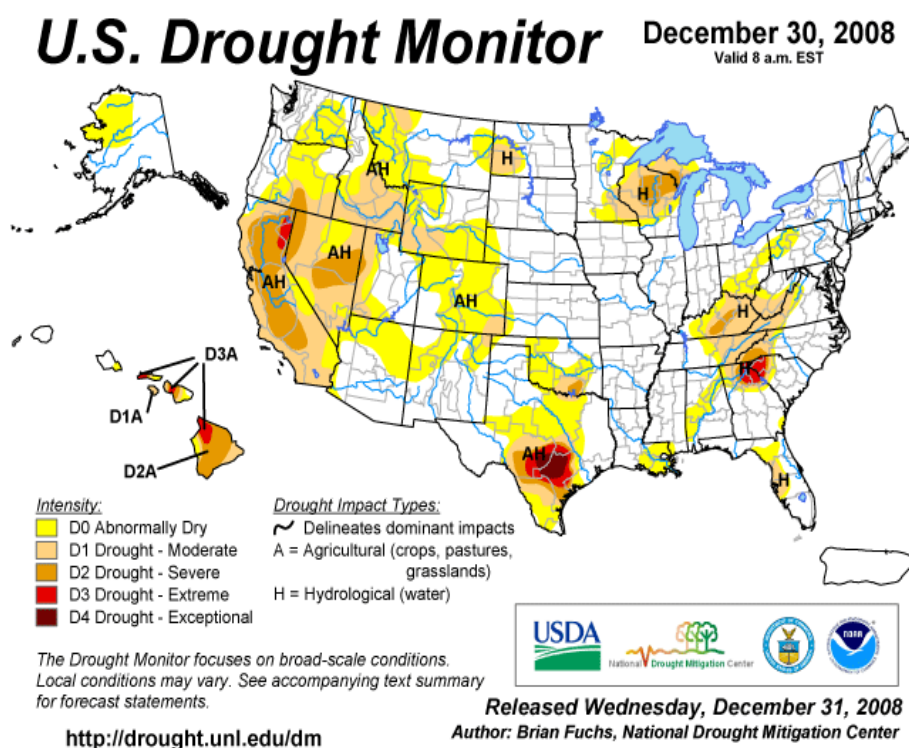 U.S. Drought Monitor
December 30, 2008
Valid 8 a.m. EST
AH
H
H
AH
AH
AH
H
H
AH
H
D3A
D1A
D2A
Intensity:
D0 Abnormally Dry
D1 Drought - Moderate
D2 Drought - Severe
D3 Drought - Extreme
D4 Drought - Exceptional
Drought Impact Types:
Delineates dominant impacts
A = Agricultural (crops, pastures,
grasslands)
H = Hydrological (water)
The Drought Monitor focuses on broad-scale conditions.
Local conditions may vary. See accompanying text summary
for forecast statements.
http://drought.unl.edu/dm
USDA
National Drought Mitigation Center
NOAA
Released Wednesday, December 31, 2008
Author: Brian Fuchs, National Drought Mitigation Center